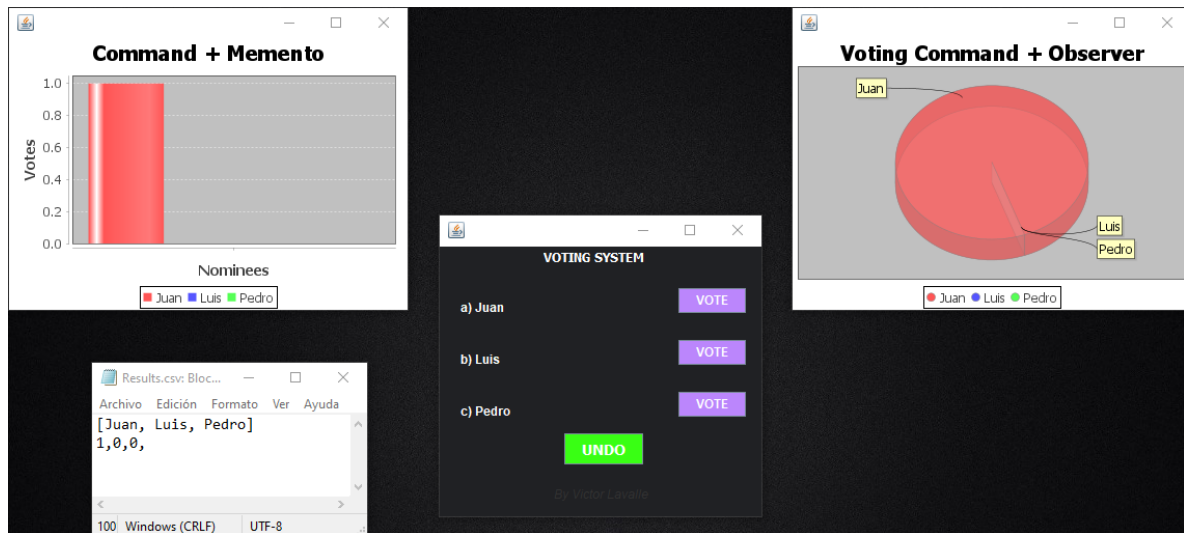 Command + Memento
1.0
0.8
0.6
0.4
0.2
0.0
Votes
Nominees
Juan Luis Pedro
Voting Command + Observer
Juan
Luis
Pedro
Juan Luis Pedro
VOTING SYSTEM
a) Juan VOTE
b) Luis VOTE
c) Pedro VOTE
UNDO
By Victor Lavalle
Results.csv: Bloc...
Archivo Edición Formato Ver Ayuda
[Juan, Luis, Pedro]
1,0,0,
100 Windows (CRLF) UTF-8